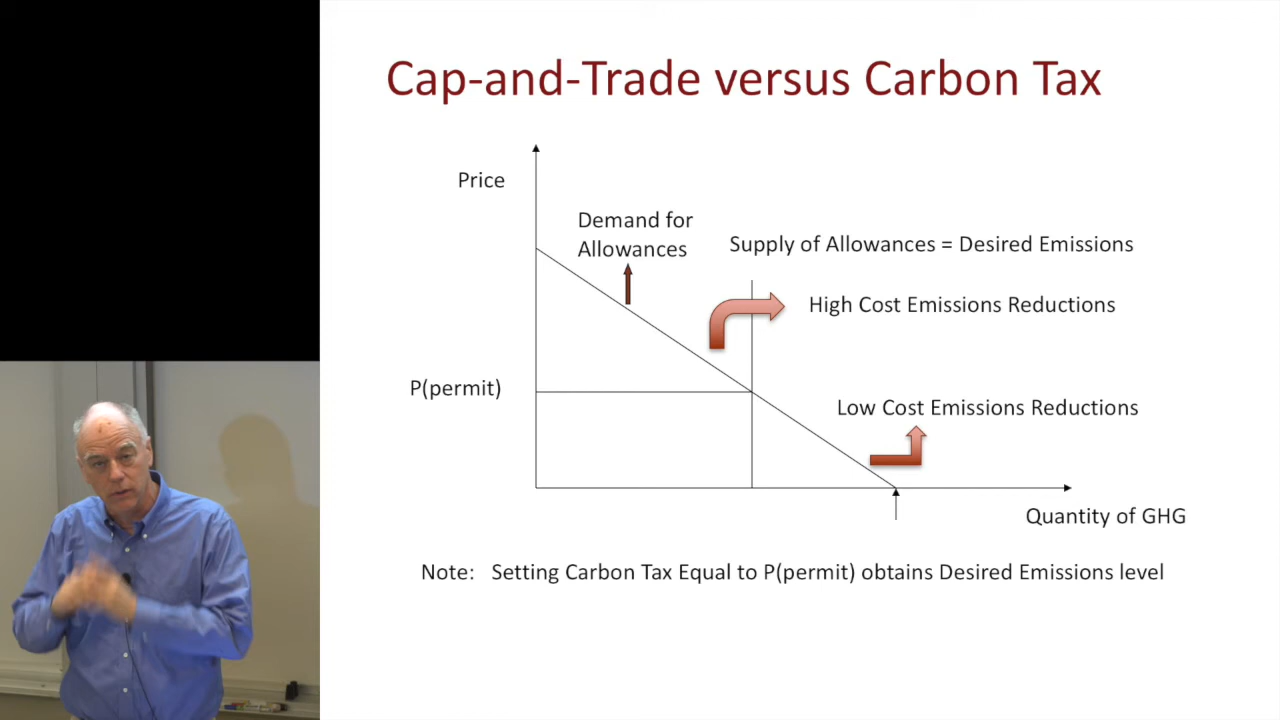 Cap-and-Trade versus Carbon Tax
Price
Demand for
Allowances
Supply of Allowances = Desired Emissions
High Cost Emissions Reductions
P(permit)
Low Cost Emissions Reductions
Quantity of GHG
Note: Setting Carbon Tax Equal to P(permit) obtains Desired Emissions level